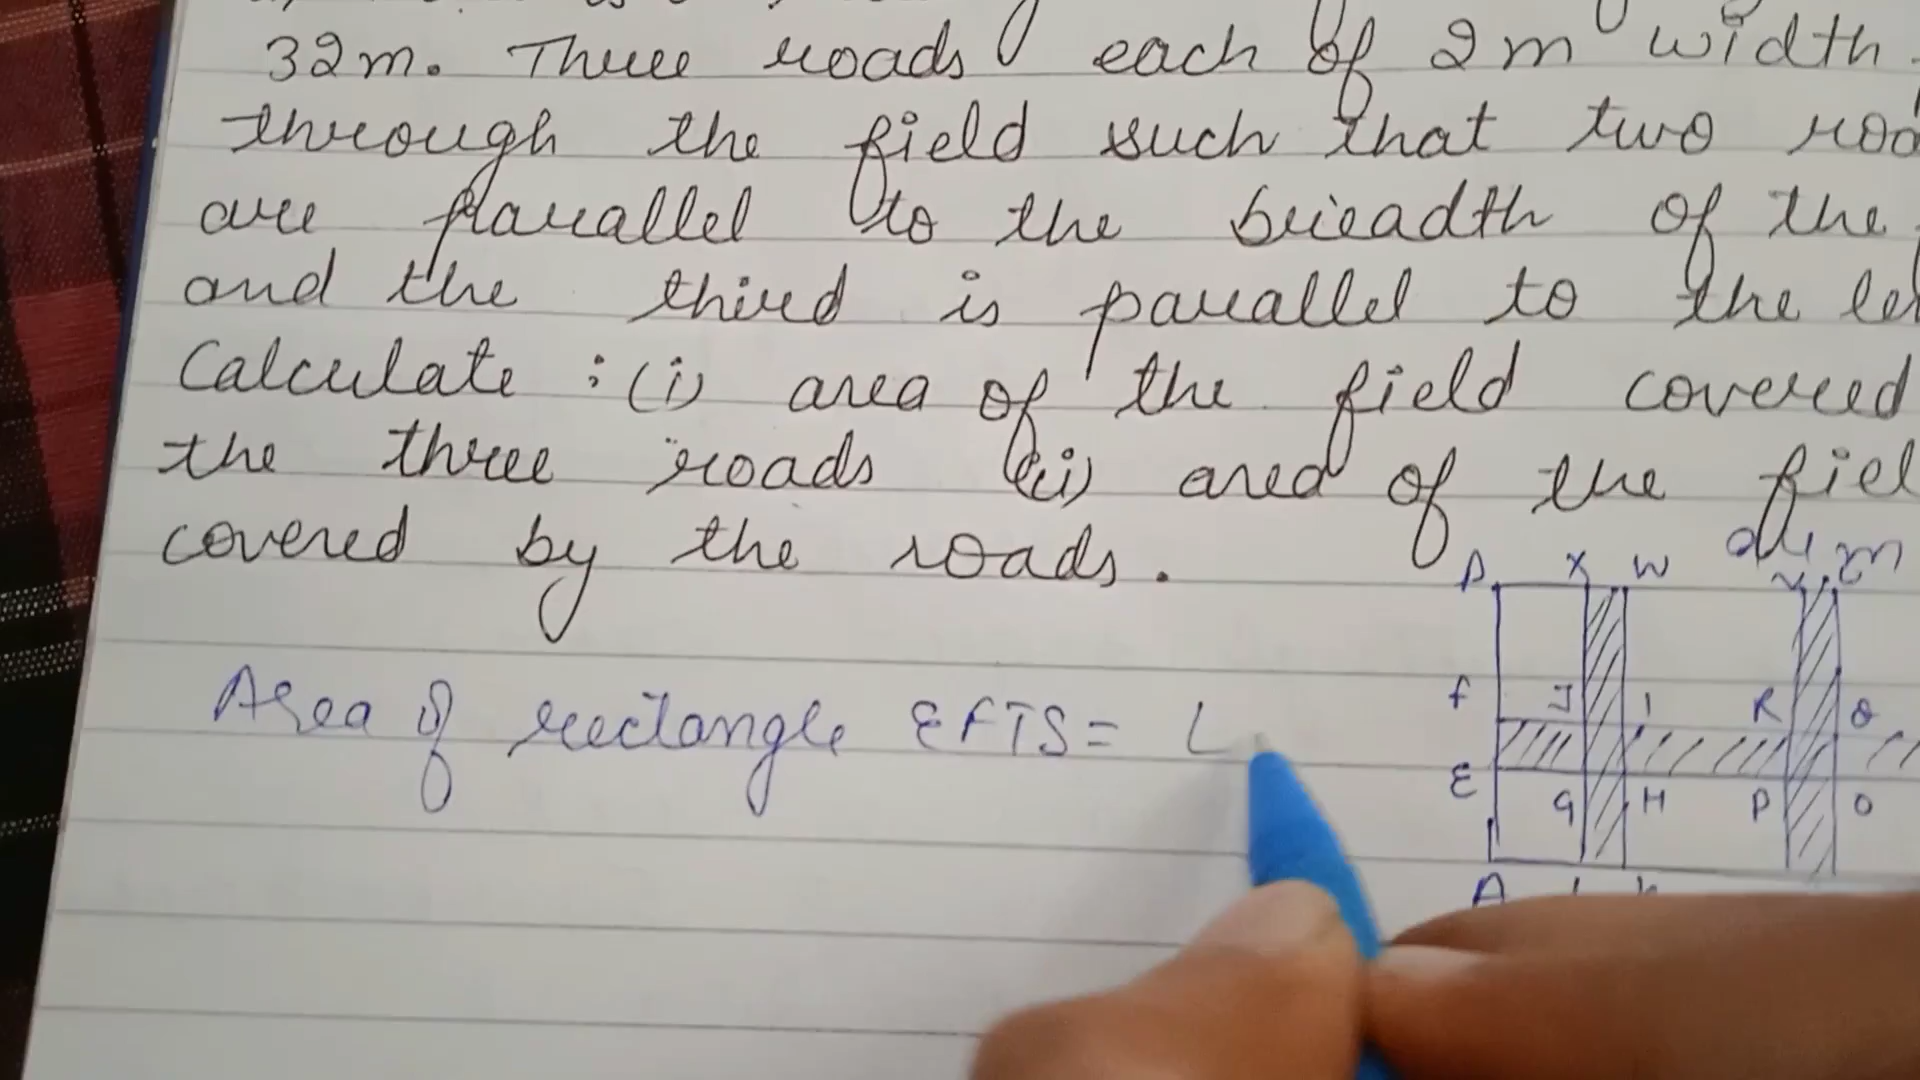 32m. Three roads each of 2m width
through the field such that two
are parallel to the breadth of the
and the third is parallel to the
Calculate : (i) area of the field covered
the three roads (ii) area of the
covered by the roads.
D X W
Area of rectangle EFTS = L
F J I R Q
E G H P O
A